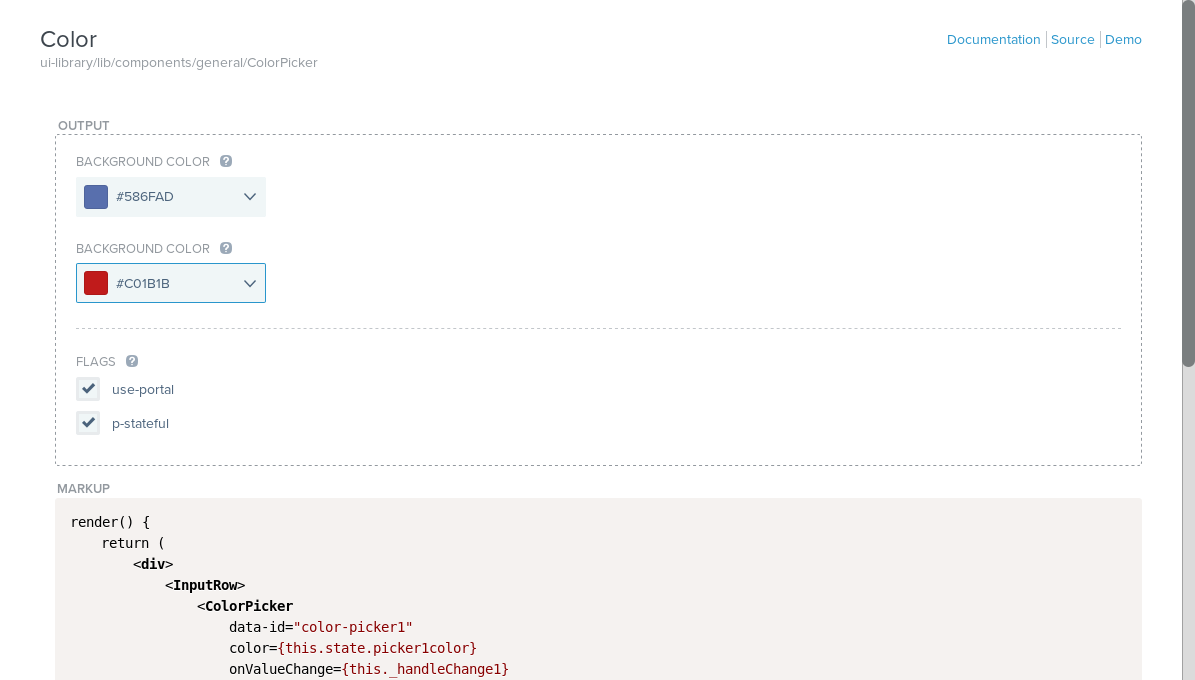 Color
Documentation Source Demo
ui-library/lib/components/general/ColorPicker
OUTPUT
BACKGROUND COLOR ?
#586FAD
BACKGROUND COLOR ?
#C01B1B
FLAGS ?
use-portal
p-stateful
MARKUP
render() {
    return (
        <div>
            <InputRow>
                <ColorPicker
                    data-id="color-picker1"
                    color={this.state.picker1color}
                    onValueChange={this._handleChange1}